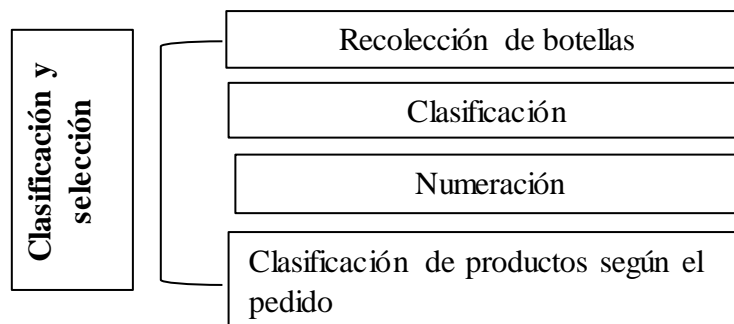 Clasificación y
selección
Recolección de botellas
Clasificación
Numeración
Clasificación de productos según el
pedido